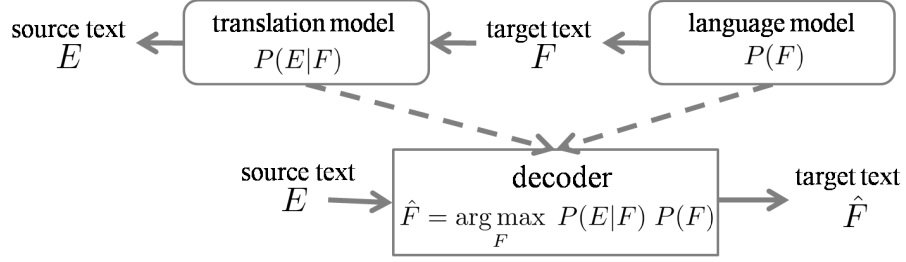 source text
E
translation model
P(E|F)
target text
F
language model
P(F)
source text
E
decoder
F̂ = arg max P(E|F) P(F)
F
target text
F̂